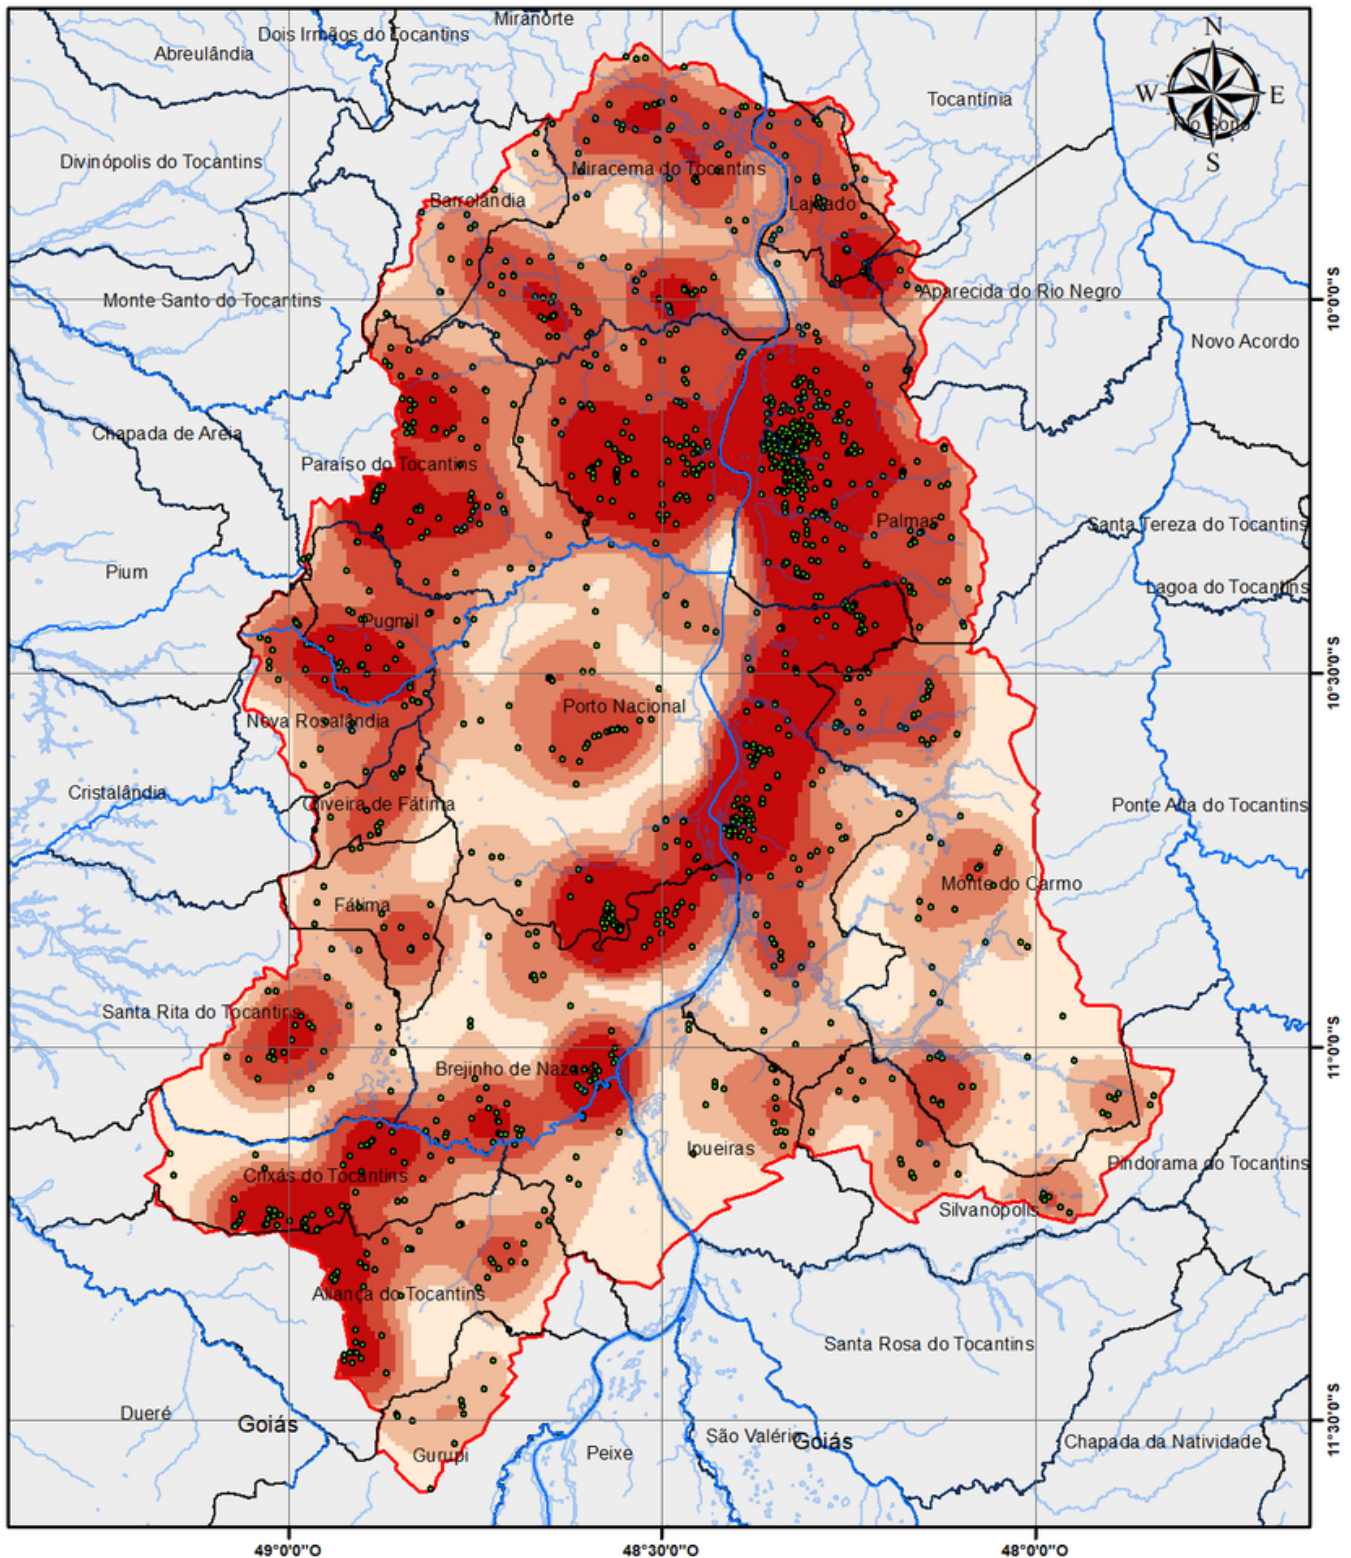 Miranorte
Dois Irmãos do Tocantins
Abreulândia
N
W
E
S
Tocantínia
Rio Sono
Divinópolis do Tocantins
Miracema do Tocantins
Barrolândia
Lajeado
Monte Santo do Tocantins
Aparecida do Rio Negro
10°0'0"S
Novo Acordo
Chapada de Areia
Paraíso do Tocantins
Palmas
Santa Tereza do Tocantins
Pium
Lagoa do Tocantins
Pugmil
10°30'0"S
Porto Nacional
Nova Rosalândia
Cristalândia
Oliveira de Fátima
Ponte Alta do Tocantins
Monte do Carmo
Fátima
Santa Rita do Tocantins
11°0'0"S
Brejinho de Nazaré
Ipueiras
Pindorama do Tocantins
Crixás do Tocantins
Silvanópolis
Aliança do Tocantins
Santa Rosa do Tocantins
Dueré
Goiás
11°30'0"S
São Valério
Goiás
Chapada da Natividade
Gurupi
Peixe
49°0'0"O
48°30'0"O
48°0'0"O